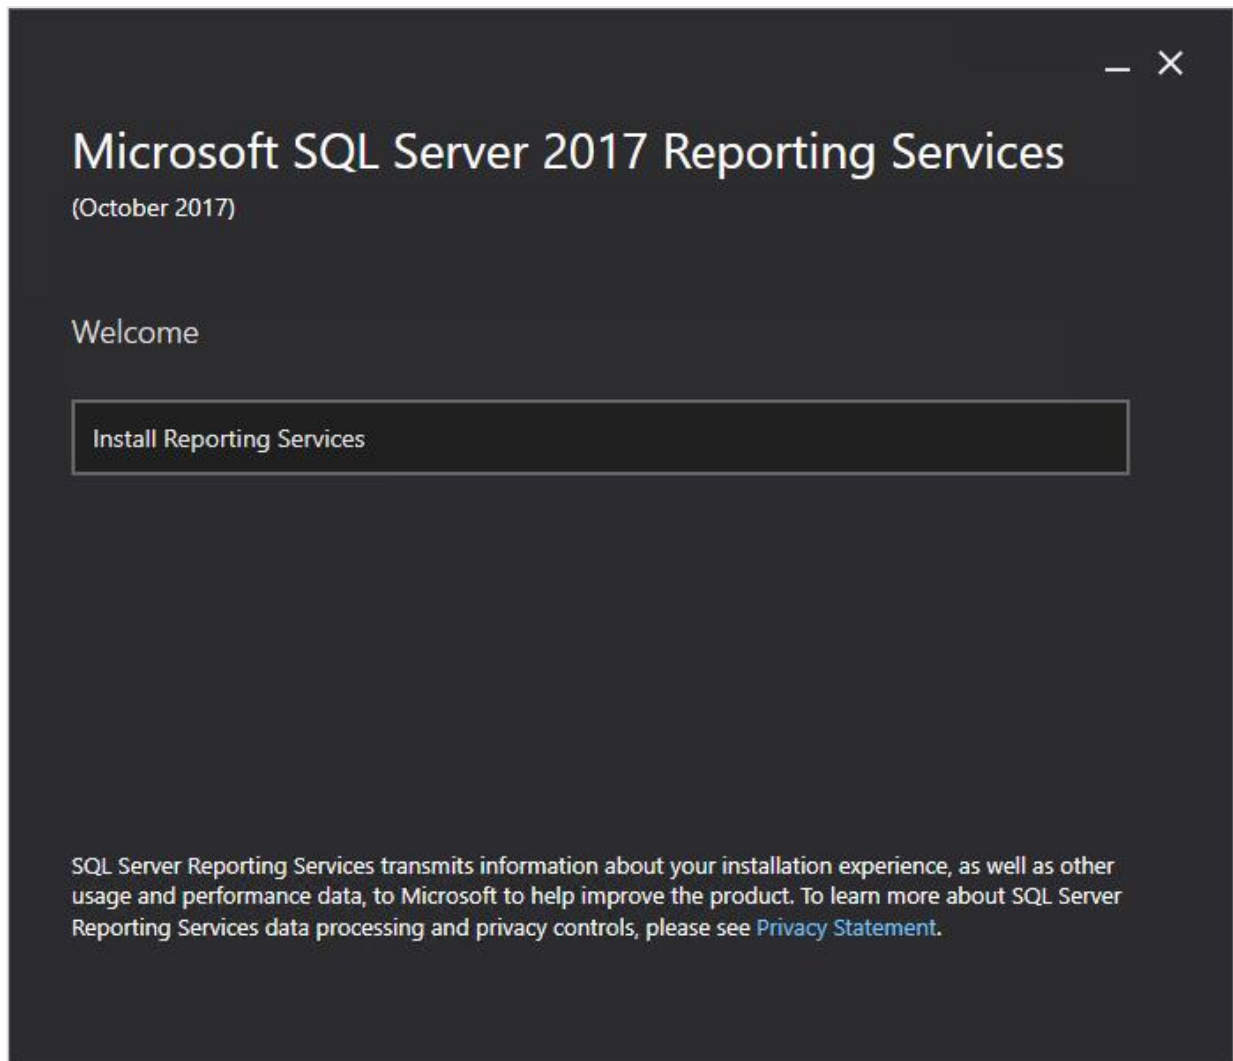 Microsoft SQL Server 2017 Reporting Services
(October 2017)
Welcome
Install Reporting Services
SQL Server Reporting Services transmits information about your installation experience, as well as other
usage and performance data, to Microsoft to help improve the product. To learn more about SQL Server
Reporting Services data processing and privacy controls, please see Privacy Statement.